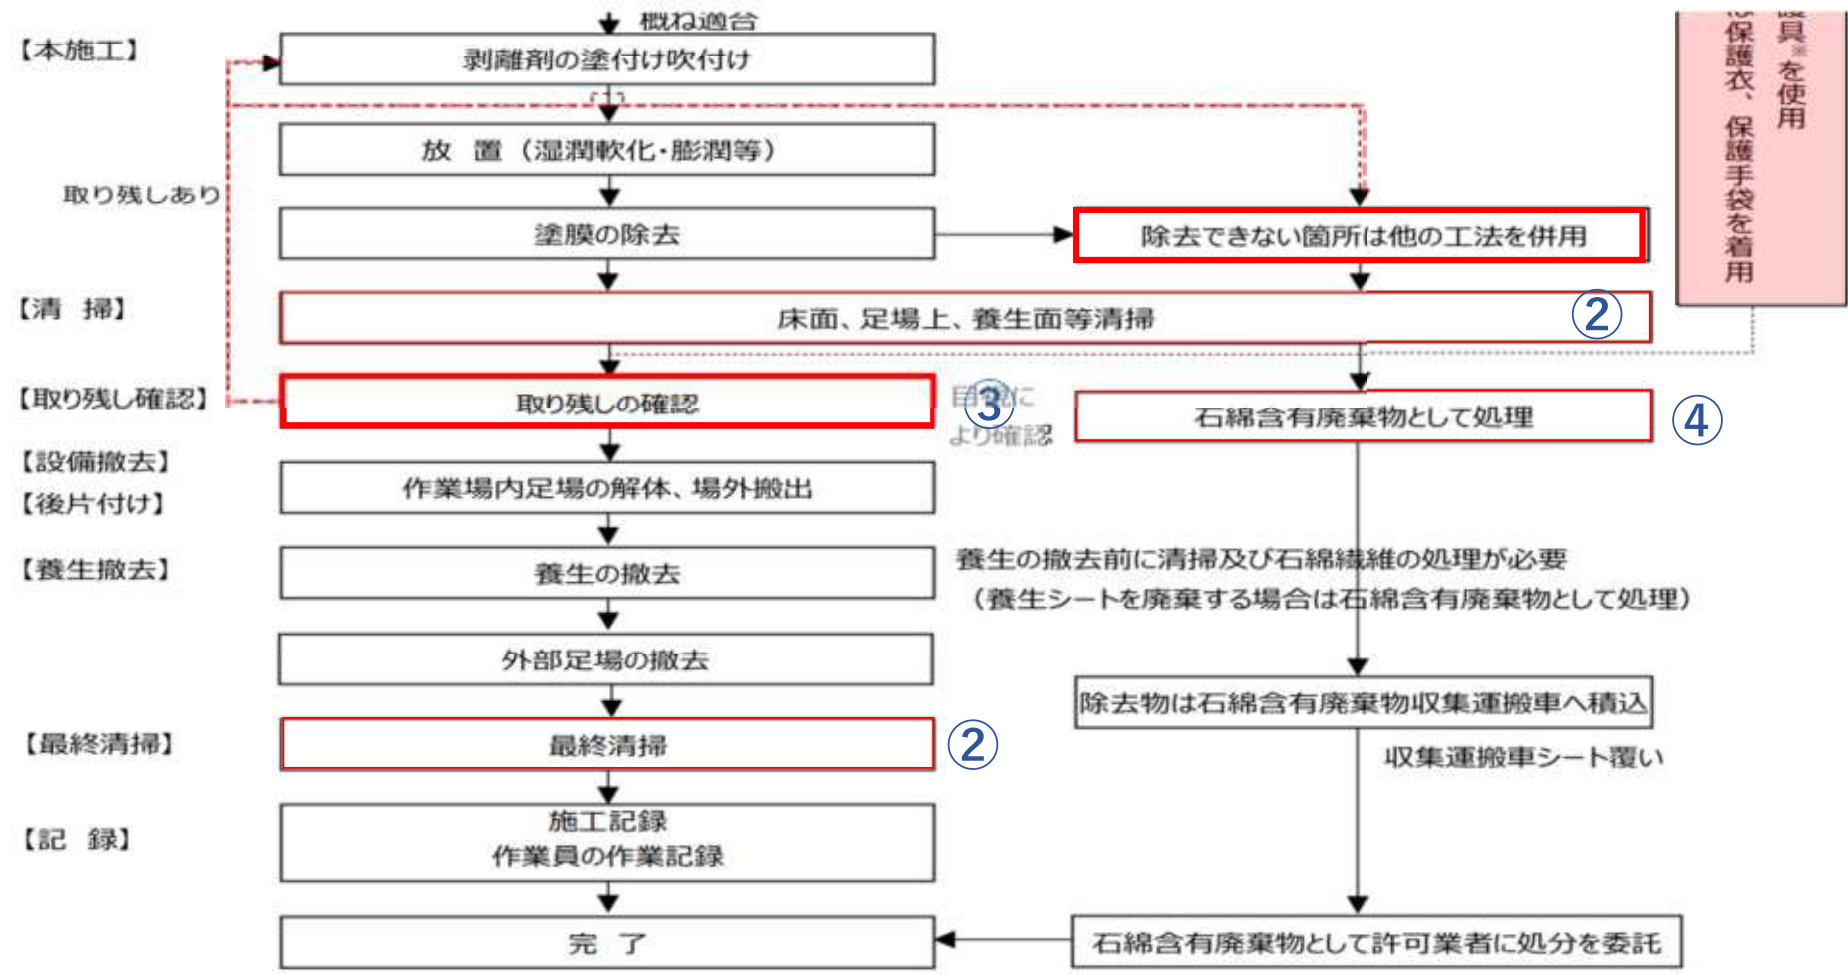 概ね適合
【本施工】
剥離剤の塗付け吹付け
放 置（湿潤軟化・膨潤等）
取り残しあり
塗膜の除去
除去できない箇所は他の工法を併用
具※を使用
保護衣、保護手袋を着用
【清 掃】
床面、足場上、養生面等清掃
②
【取り残し確認】
取り残しの確認
③
目視に
より確認
石綿含有廃棄物として処理
④
【設備撤去】
【後片付け】
作業場内足場の解体、場外搬出
【養生撤去】
養生の撤去
養生の撤去前に清掃及び石綿繊維の処理が必要
（養生シートを廃棄する場合は石綿含有廃棄物として処理）
外部足場の撤去
除去物は石綿含有廃棄物収集運搬車へ積込
【最終清掃】
最終清掃
②
収集運搬車シート覆い
【記 録】
施工記録
作業員の作業記録
完 了
石綿含有廃棄物として許可業者に処分を委託